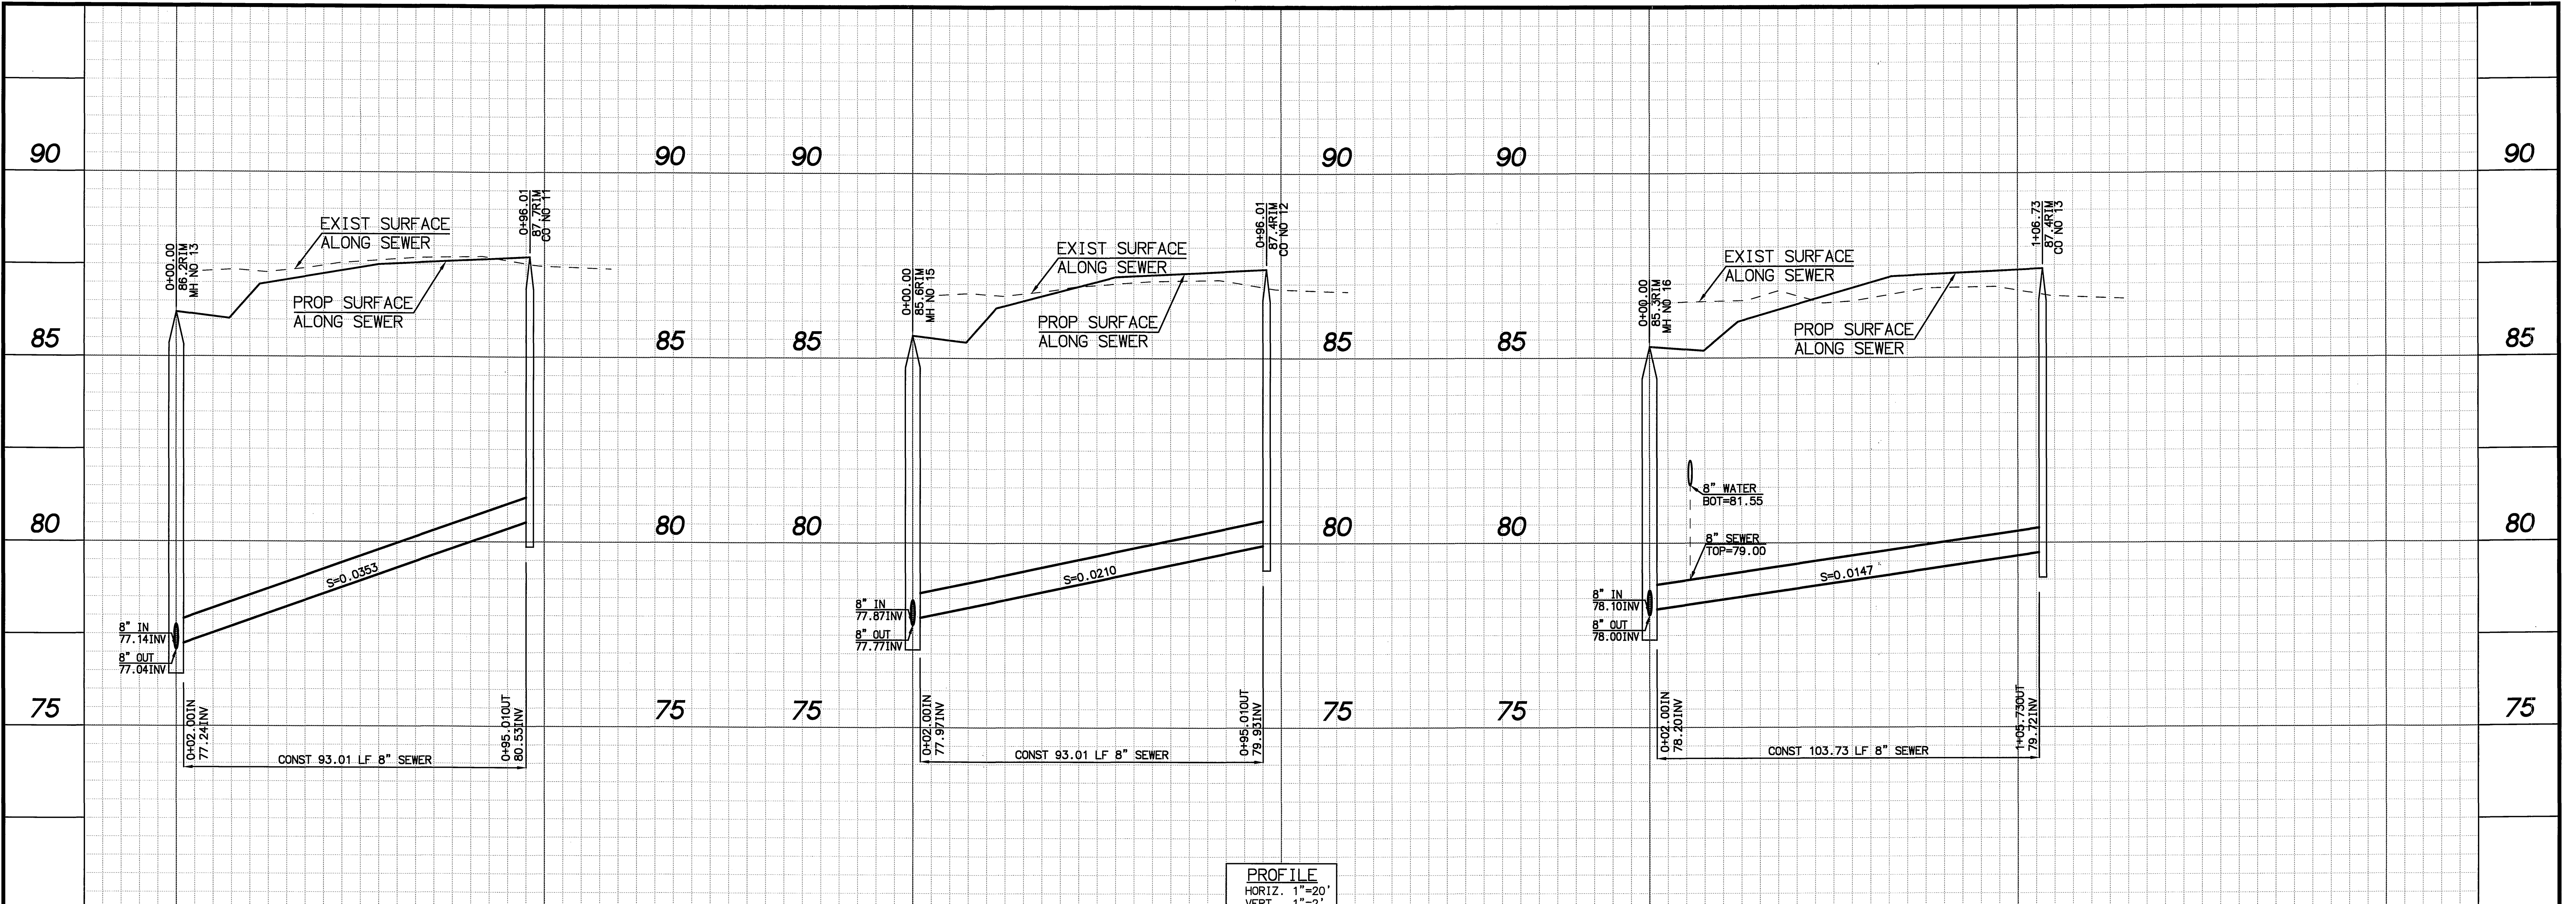 90
90
90
90
90
90
85
85
85
85
85
85
80
80
80
80
80
80
75
75
75
75
75
75
0+00.00
86.2RIM
MH NO 13
EXIST SURFACE
ALONG SEWER
PROP SURFACE
ALONG SEWER
0+96.01
87.7RIM
CO NO 11
S=0.0353
8" IN
77.14INV
8" OUT
77.04INV
0+02.00IN
77.24INV
CONST 93.01 LF 8" SEWER
0+95.01OUT
80.53INV
0+00.00
85.6RIM
MH NO 15
EXIST SURFACE
ALONG SEWER
PROP SURFACE
ALONG SEWER
0+96.01
87.4RIM
CO NO 12
S=0.0210
8" IN
77.87INV
8" OUT
77.77INV
0+02.00IN
77.97INV
CONST 93.01 LF 8" SEWER
0+95.01OUT
79.93INV
0+00.00
85.3RIM
MH NO 16
EXIST SURFACE
ALONG SEWER
PROP SURFACE
ALONG SEWER
1+06.73
87.4RIM
CO NO 13
8" WATER
BOT=81.55
8" SEWER
TOP=79.00
S=0.0147
8" IN
78.10INV
8" OUT
78.00INV
0+02.00IN
78.20INV
CONST 103.73 LF 8" SEWER
1+05.73OUT
79.72INV
PROFILE
HORIZ. 1"=20'
VERT. 1"=2'